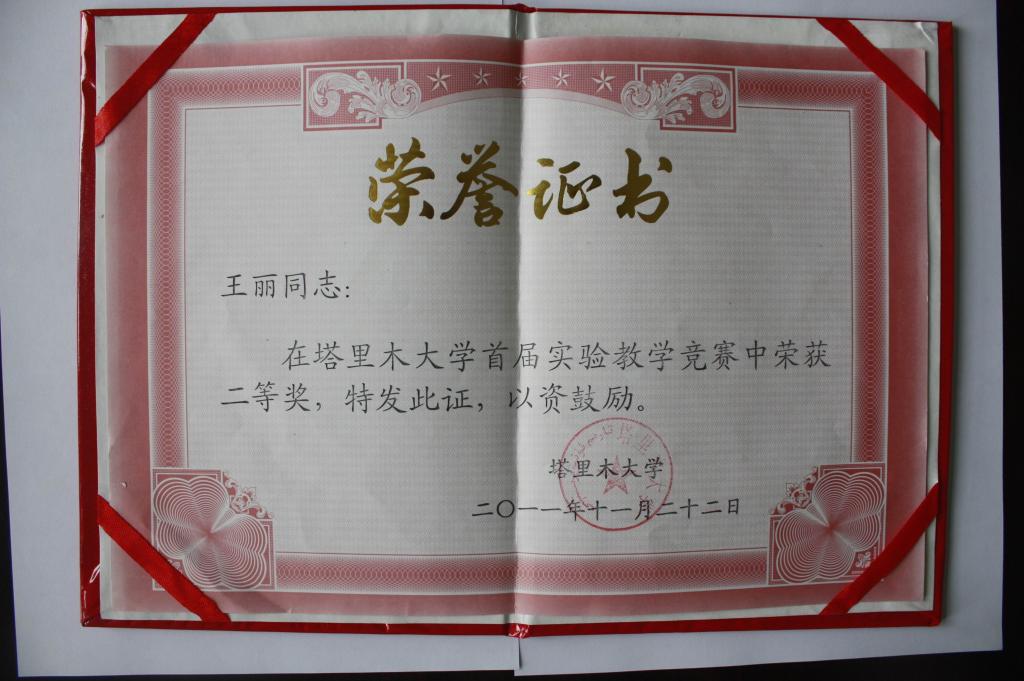 荣誉证书
王丽同志：
在塔里木大学首届实验教学竞赛中荣获
二等奖，特发此证，以资鼓励。
塔里木大学
二〇一一年十一月二十二日